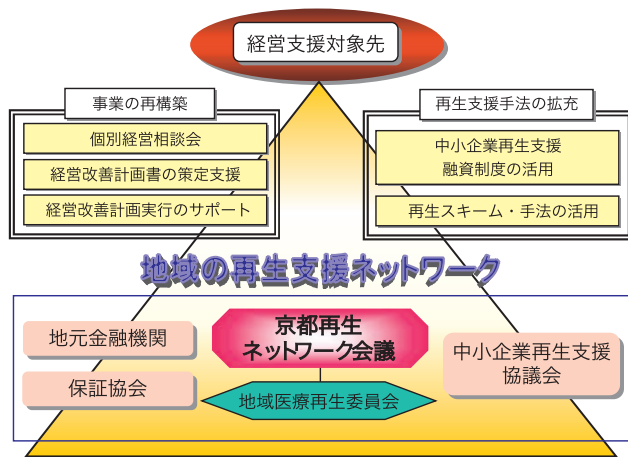 経営支援対象先
事業の再構築
個別経営相談会
経営改善計画書の策定支援
経営改善計画実行のサポート
再生支援手法の拡充
中小企業再生支援
融資制度の活用
再生スキーム・手法の活用
地域の再生支援ネットワーク
地元金融機関
保証協会
京都再生
ネットワーク会議
地域医療再生委員会
中小企業再生支援
協議会